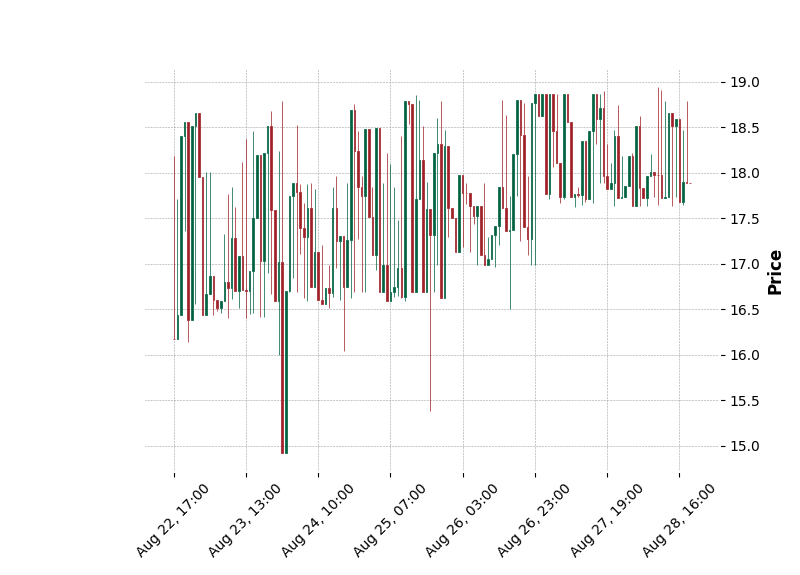 19.0
18.5
18.0
17.5
17.0
16.5
16.0
15.5
15.0
Price
Aug 22, 17:00
Aug 23, 13:00
Aug 24, 10:00
Aug 25, 07:00
Aug 26, 03:00
Aug 26, 23:00
Aug 27, 19:00
Aug 28, 16:00